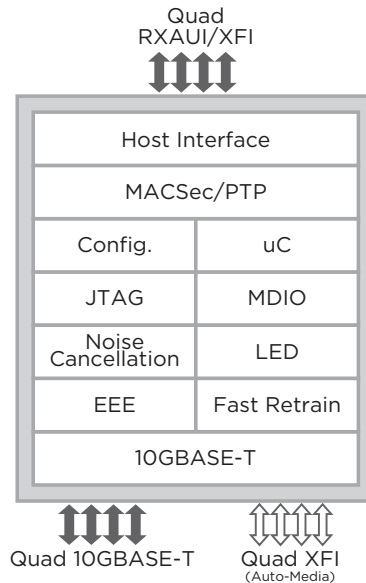 Quad
RXAUI/XFI
Host Interface
MACSec/PTP
Config.
uC
JTAG
MDIO
Noise
Cancellation
LED
EEE
Fast Retrain
10GBASE-T
Quad 10GBASE-T
Quad XFI
(Auto-Media)